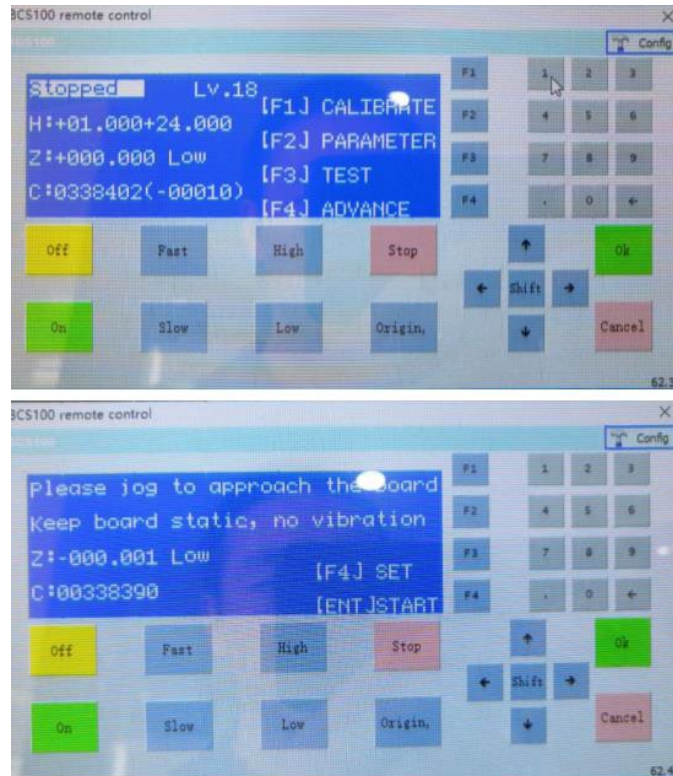 BCS100 remote control
Config
Stopped Lv.18
[F1] CALIBRATE
H:+01.000+24.000
[F2] PARAMETER
Z:+000.000 Low
[F3] TEST
C:0338402(-00010)
[F4] ADVANCE
F1 1 2 3
F2 4 5 6
F3 7 8 9
F4 . 0 ←
Off Fast High Stop ↑ Ok
← Shift →
On Slow Low Origin. ↓ Cancel
BCS100 remote control
Config
Please jog to approach the board
Keep board static, no vibration
Z:-000.001 Low
[F4] SET
C:00338390
[ENT]START
F1 1 2 3
F2 4 5 6
F3 7 8 9
F4 . 0 ←
Off Fast High Stop ↑ Ok
← Shift →
On Slow Low Origin. ↓ Cancel
62.4